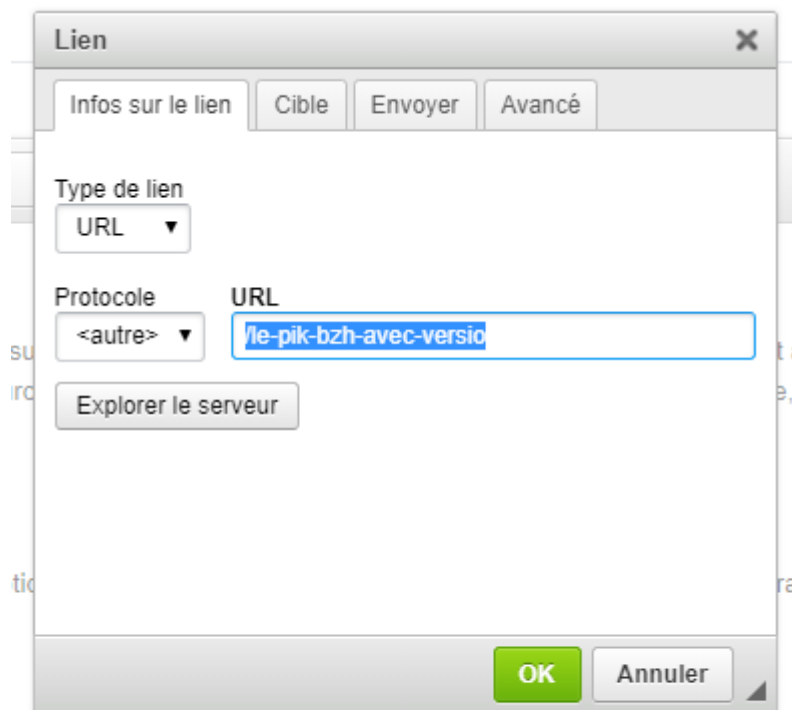 Lien
Infos sur le lien Cible Envoyer Avancé
Type de lien
URL
Protocole URL
<autre> /le-pik-bzh-avec-versio
Explorer le serveur
OK Annuler